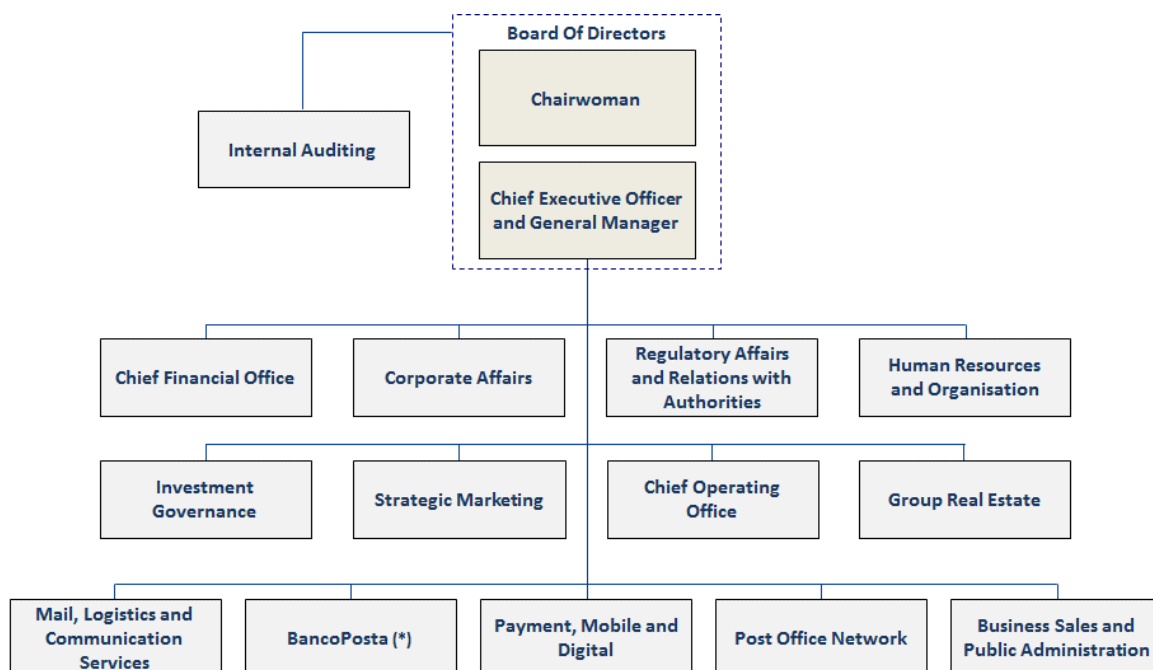 Board Of Directors
Chairwoman
Internal Auditing
Chief Executive Officer
and General Manager
Chief Financial Office
Corporate Affairs
Regulatory Affairs
and Relations with
Authorities
Human Resources
and Organisation
Investment
Governance
Strategic Marketing
Chief Operating
Office
Group Real Estate
Mail, Logistics and
Communication
Services
BancoPosta (*)
Payment, Mobile and
Digital
Post Office Network
Business Sales and
Public Administration